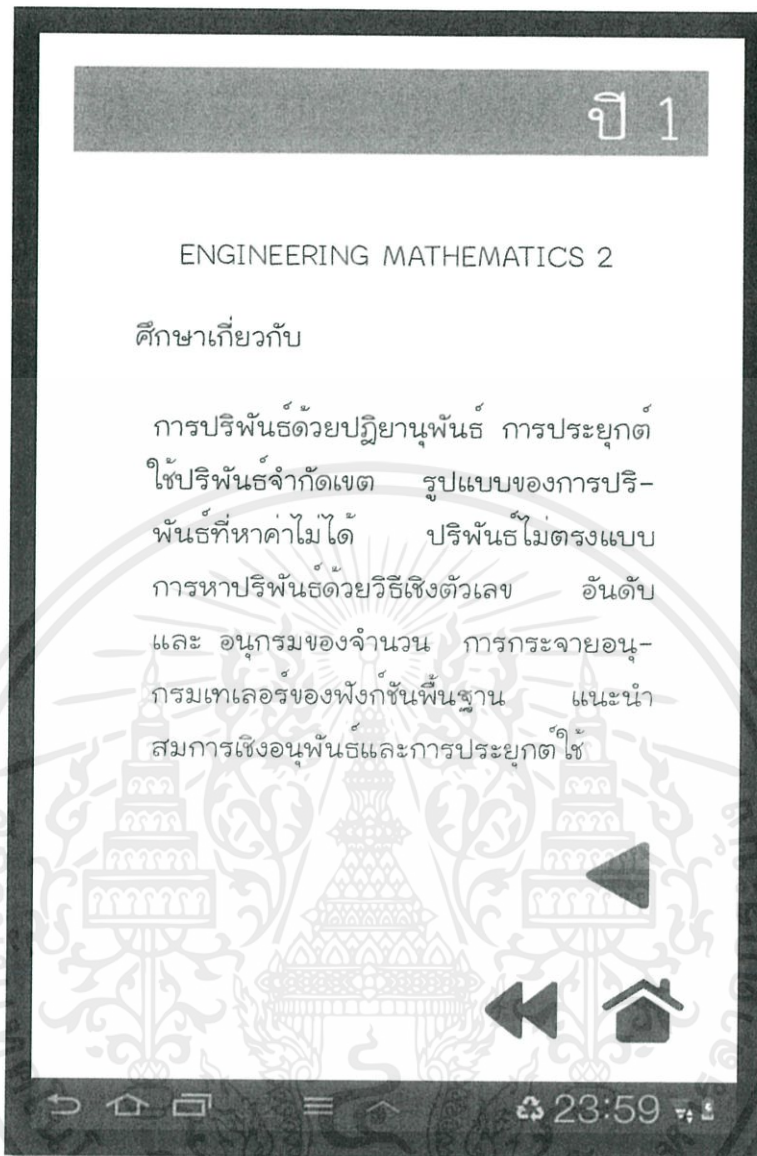 ปี 1
ENGINEERING MATHEMATICS 2
ศึกษาเกี่ยวกับ
การปริพันธ์ด้วยปฏิยานุพันธ์ การประยุกต์
ใช้ปริพันธ์จำกัดเขต รูปแบบของการปริ-
พันธ์ที่หาค่าไม่ได้ ปริพันธ์ไม่ตรงแบบ
การหาปริพันธ์ด้วยวิธีเชิงตัวเลข อันดับ
และ อนุกรมของจำนวน การกระจายอนุ-
กรมเทเลอร์ของฟังก์ชันพื้นฐาน แนะนำ
สมการเชิงอนุพันธ์และการประยุกต์ใช้
23:59